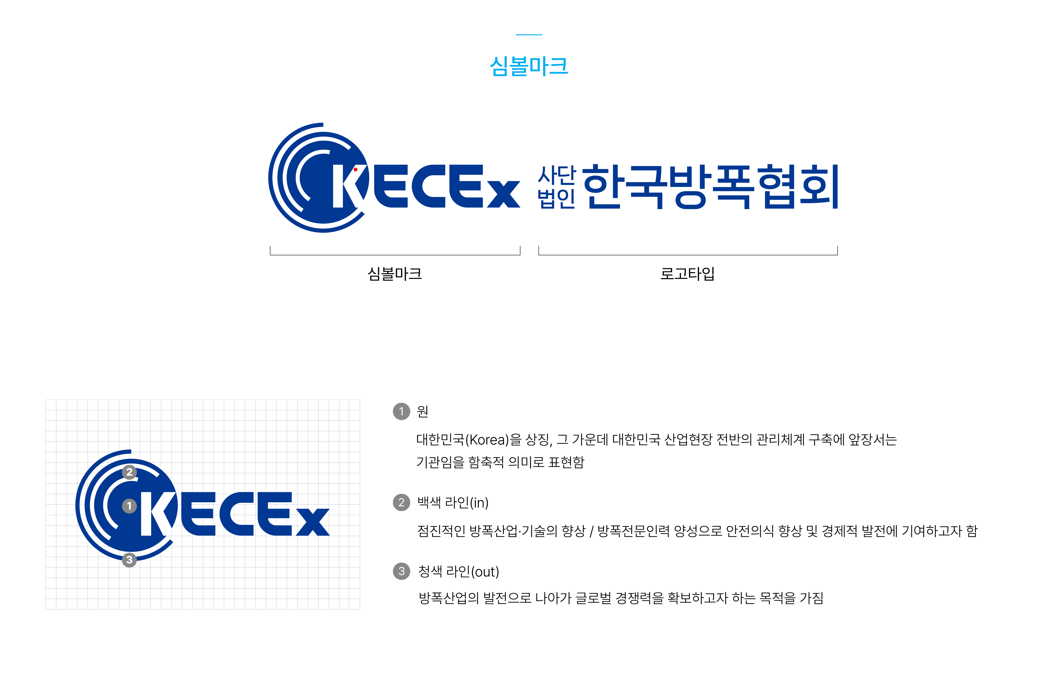 심볼마크
KECEx
사단
법인
한국방폭협회
심볼마크
로고타입
2
1
KECEx
3
1 원
대한민국(Korea)을 상징, 그 가운데 대한민국 산업현장 전반의 관리체계 구축에 앞장서는
기관임을 함축적 의미로 표현함
2 백색 라인(in)
점진적인 방폭산업·기술의 향상 / 방폭전문인력 양성으로 안전의식 향상 및 경제적 발전에 기여하고자 함
3 청색 라인(out)
방폭산업의 발전으로 나아가 글로벌 경쟁력을 확보하고자 하는 목적을 가짐